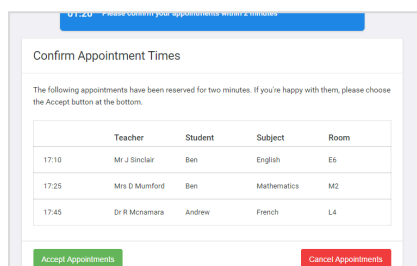 01:20 Please confirm your appointments within 2 minutes
Confirm Appointment Times
The following appointments have been reserved for two minutes. If you're happy with them, please choose
the Accept button at the bottom.
Teacher Student Subject Room
17:10 Mr J Sinclair Ben English E6
17:25 Mrs D Mumford Ben Mathematics M2
17:45 Dr R Mcnamara Andrew French L4
Accept Appointments Cancel Appointments